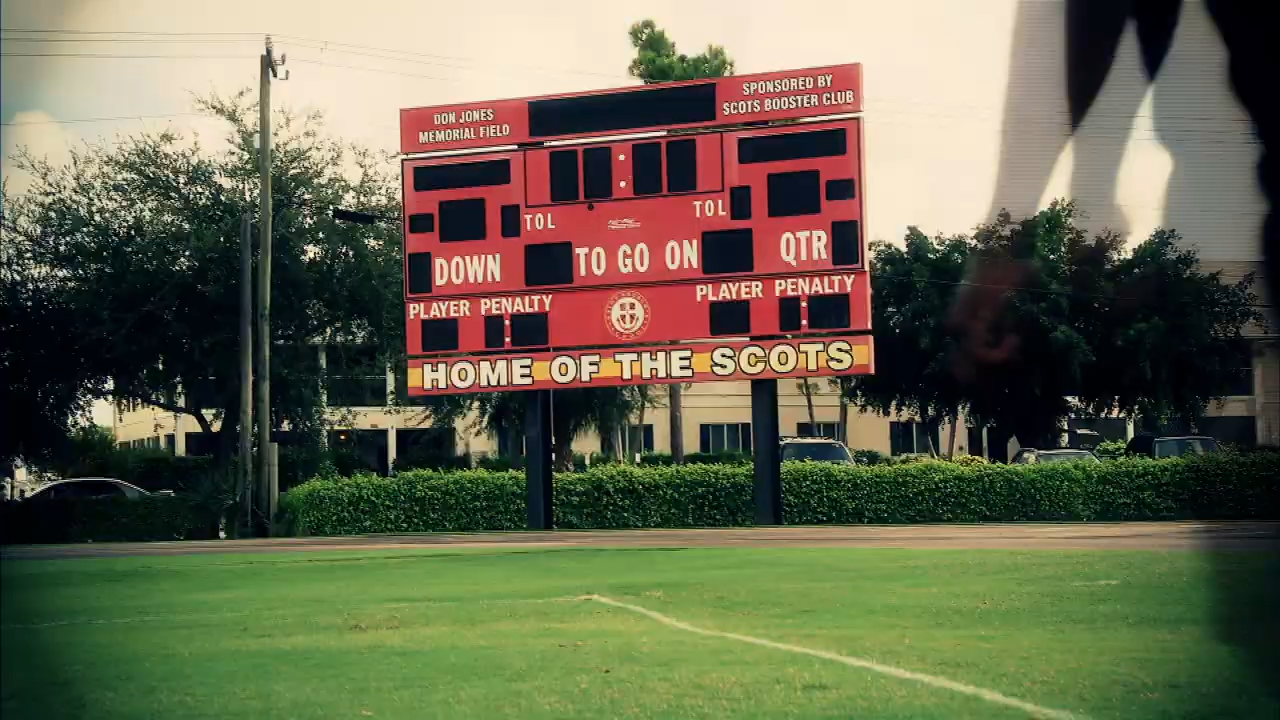 DON JONES
MEMORIAL FIELD
SPONSORED BY
SCOTS BOOSTER CLUB
TOL
TOL
DOWN
TO GO ON
QTR
PLAYER PENALTY
PLAYER PENALTY
HOME OF THE SCOTS